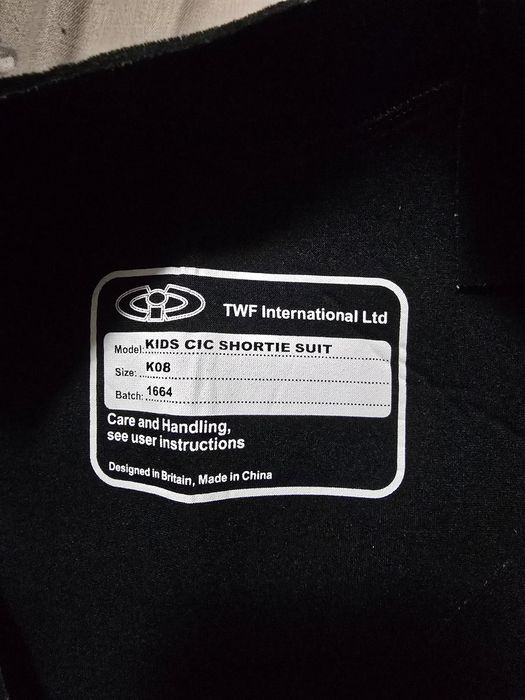 TWF International Ltd
Model: KIDS CIC SHORTIE SUIT
Size: K08
Batch: 1664
Care and Handling,
see user instructions
Designed in Britain, Made in China